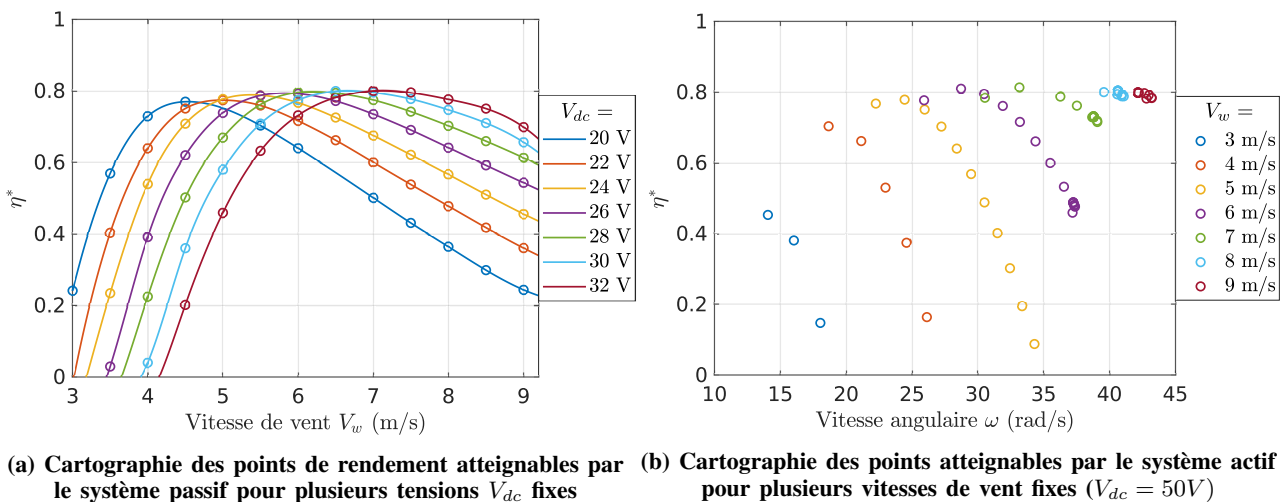 1
0.8
0.6
0.4
0.2
0
η*
3 4 5 6 7 8 9
Vitesse de vent V_w (m/s)
V_dc =
20 V
22 V
24 V
26 V
28 V
30 V
32 V
1
0.8
0.6
0.4
0.2
0
η*
10 15 20 25 30 35 40 45
Vitesse angulaire ω (rad/s)
V_w =
3 m/s
4 m/s
5 m/s
6 m/s
7 m/s
8 m/s
9 m/s
(a) Cartographie des points de rendement atteignables par
le système passif pour plusieurs tensions V_dc fixes
(b) Cartographie des points atteignables par le système actif
pour plusieurs vitesses de vent fixes (V_dc = 50V)